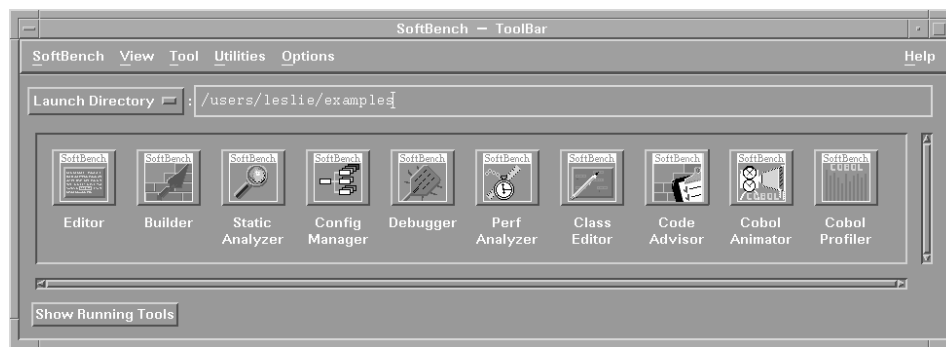 SoftBench — ToolBar
SoftBench View Tool Utilities Options Help
Launch Directory : /users/leslie/examples
SoftBench SoftBench SoftBench SoftBench SoftBench SoftBench SoftBench SoftBench SoftBench SoftBench
COBOL COBOL
Editor Builder Static Analyzer Config Manager Debugger Perf Analyzer Class Editor Code Advisor Cobol Animator Cobol Profiler
Show Running Tools